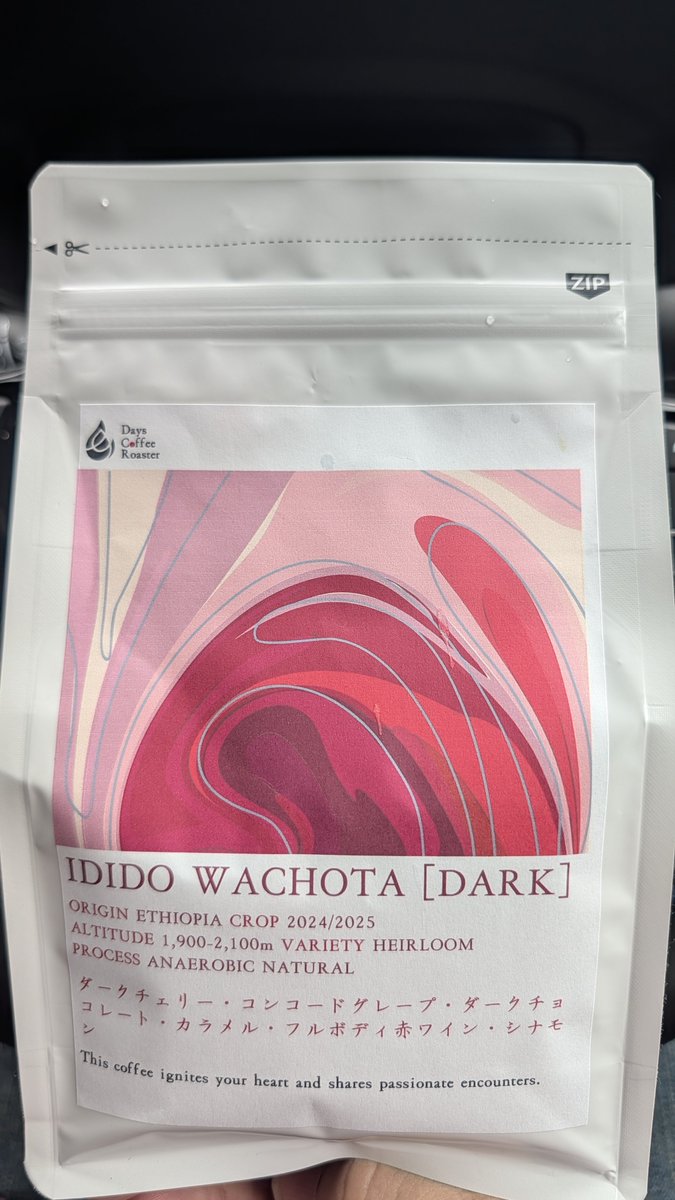 ZIP
Days
Coffee
Roaster
IDIDO WACHOTA [DARK]
ORIGIN ETHIOPIA CROP 2024/2025
ALTITUDE 1,900-2,100m VARIETY HEIRLOOM
PROCESS ANAEROBIC NATURAL
ダークチェリー・コンコードグレープ・ダークチョ
コレート・カラメル・フルボディ赤ワイン・シナモ
ン
This coffee ignites your heart and shares passionate encounters.